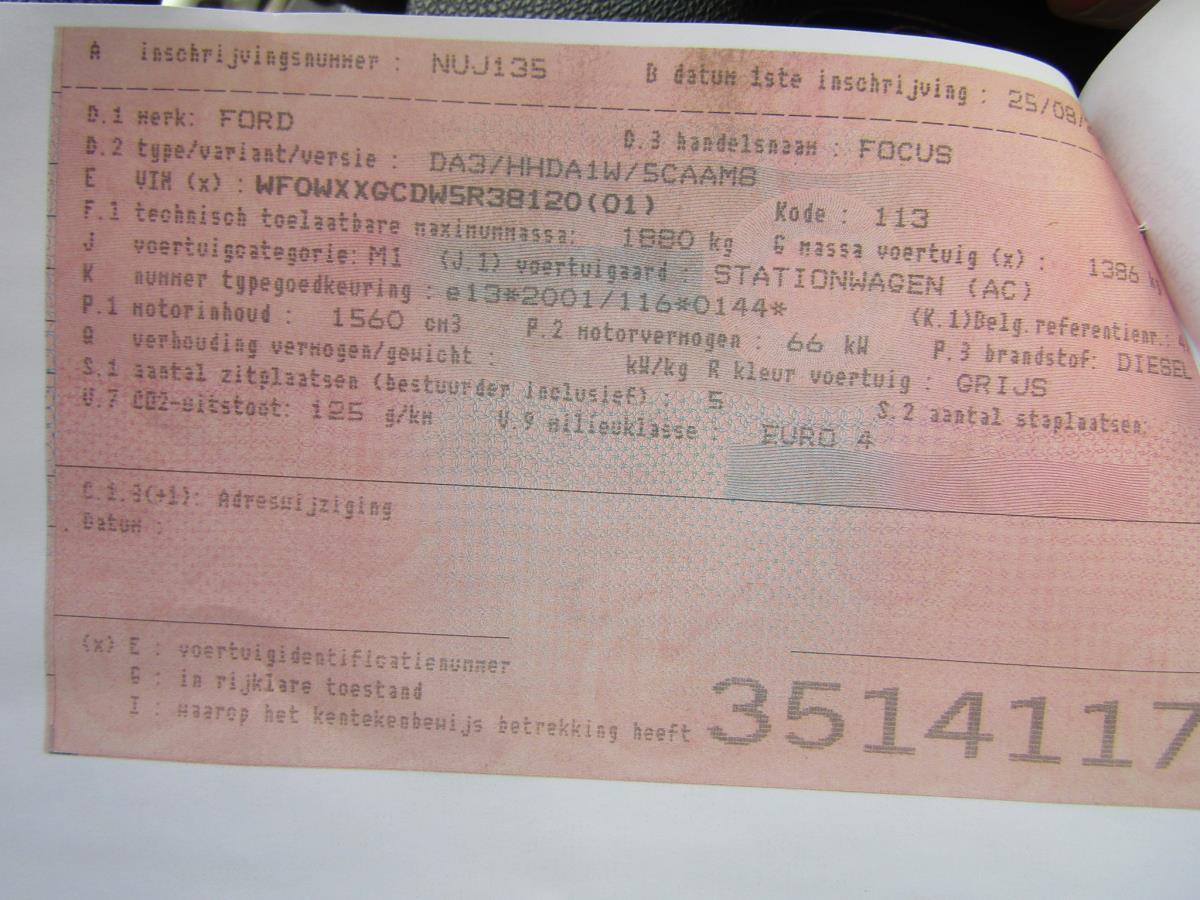 A inschrijvingsnummer : NUJ135 B datum 1ste inschrijving : 25/08/
D.1 merk: FORD D.3 handelsnaam : FOCUS
D.2 type/variant/versie : DA3/HHDA1W/5CAAM8
E VIN (x) : WF0WXXGCDW5R38120(01) Kode : 113
F.1 technisch toelaatbare maximummassa: 1880 kg G massa voertuig (x) : 1386 kg
J voertuigcategorie: M1 (J.1) voertuigaard : STATIONWAGEN (AC)
K nummer typegoedkeuring : e13*2001/116*0144* (K.1)Belg.referentienr.:
P.1 motorinhoud : 1560 cm3 P.2 motorvermogen : 66 kW P.3 brandstof: DIESEL
Q verhouding vermogen/gewicht : kW/kg R kleur voertuig : GRIJS
S.1 aantal zitplaatsen (bestuurder inclusief) : 5 S.2 aantal staplaatsen:
V.7 CO2-uitstoot: 125 g/km V.9 milieuklasse : EURO 4
C.1.3(+1): Adreswijziging
Datum :
(x) E : voertuigidentificatienummer
G : in rijklare toestand
I : waarop het kentekenbewijs betrekking heeft
3514117